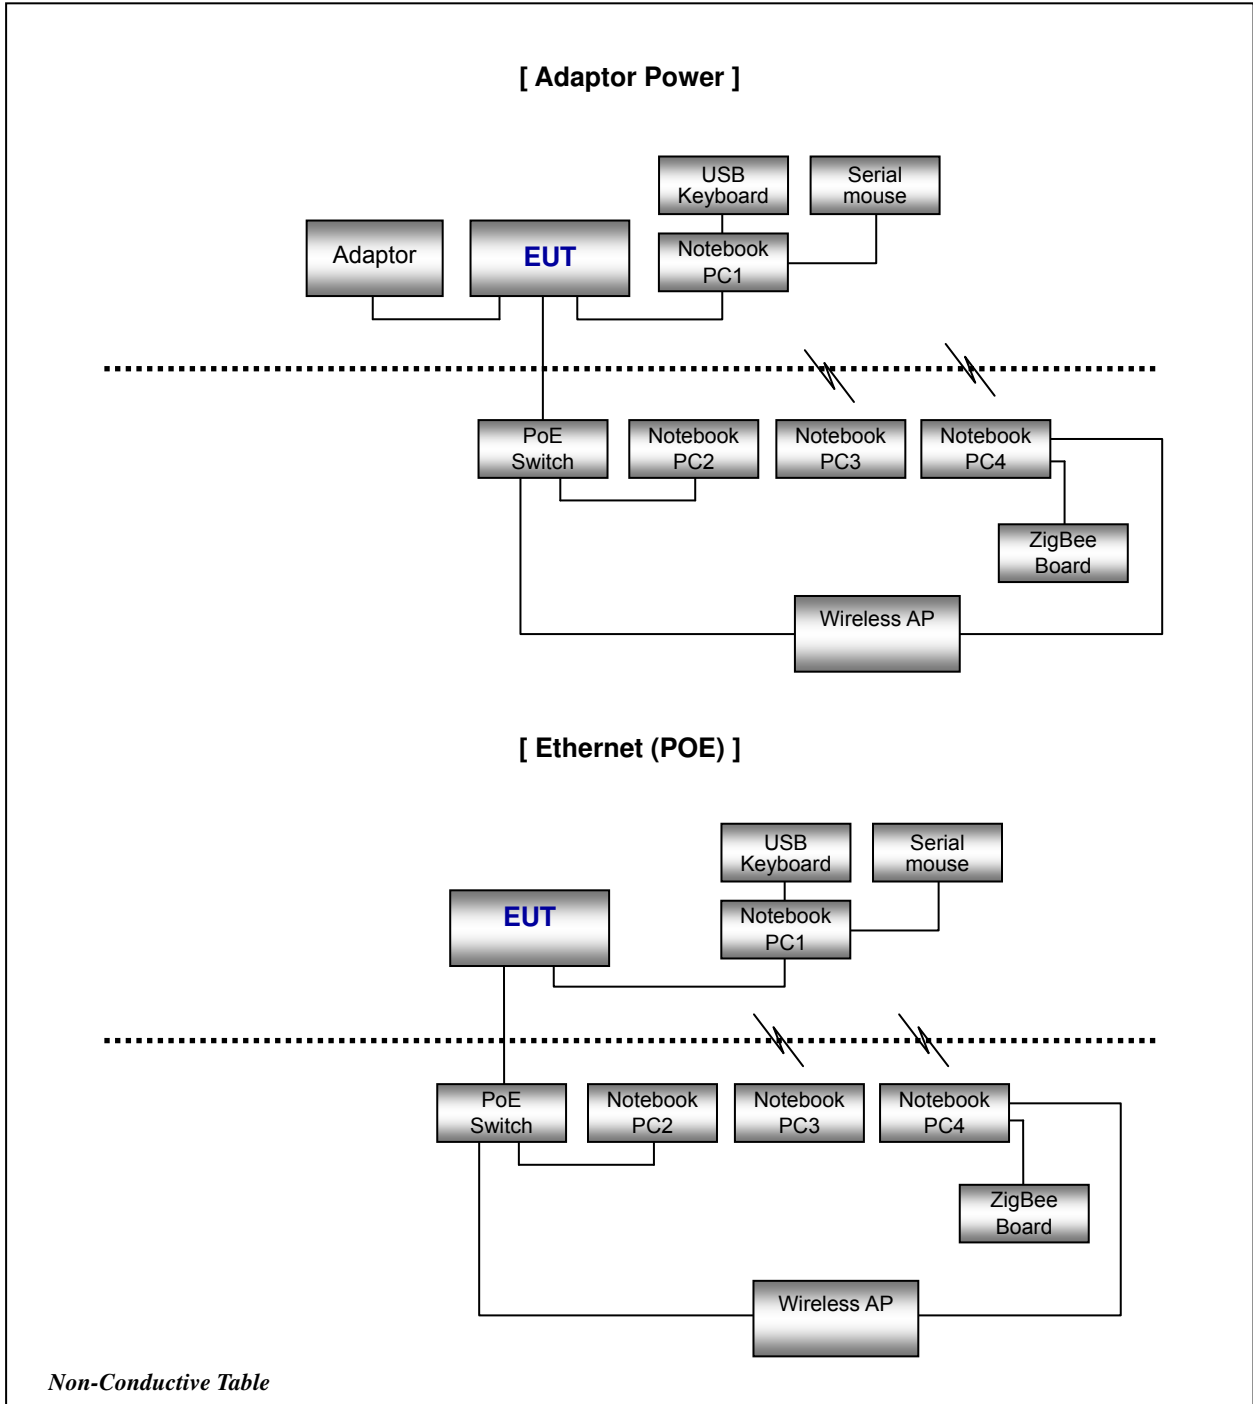 [ Adaptor Power ]
USB
Keyboard
Serial
mouse
Adaptor
EUT
Notebook
PC1
PoE
Switch
Notebook
PC2
Notebook
PC3
Notebook
PC4
ZigBee
Board
Wireless AP
[ Ethernet (POE) ]
USB
Keyboard
Serial
mouse
EUT
Notebook
PC1
PoE
Switch
Notebook
PC2
Notebook
PC3
Notebook
PC4
ZigBee
Board
Wireless AP
Non-Conductive Table